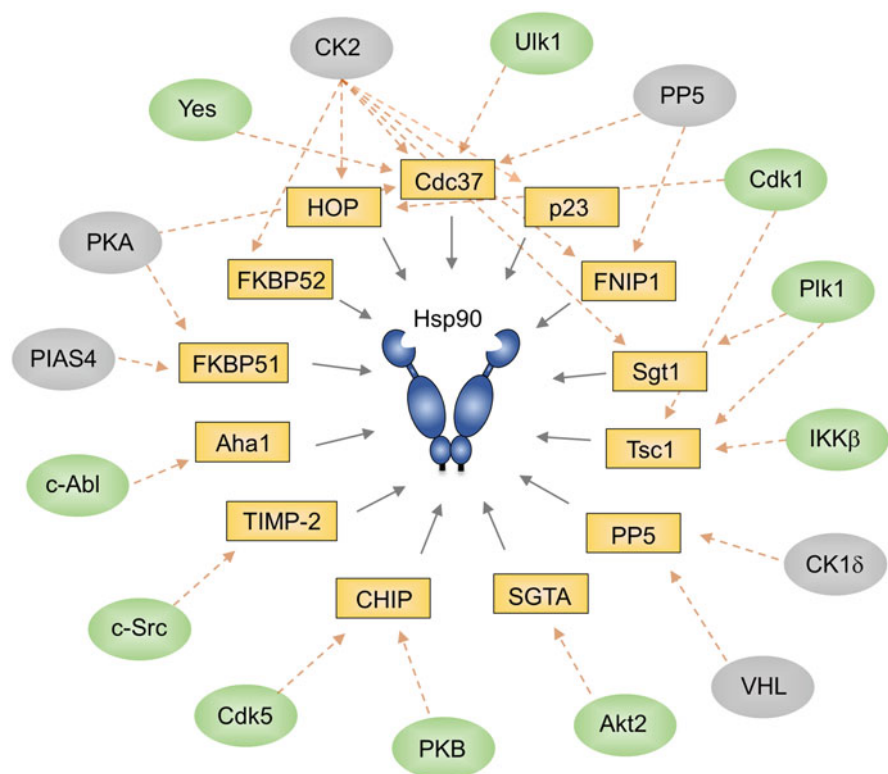 CK2
Ulk1
Yes
PP5
Cdc37
Cdk1
HOP
p23
PKA
FKBP52
FNIP1
Plk1
Hsp90
PIAS4
FKBP51
Sgt1
Aha1
Tsc1
IKKβ
c-Abl
TIMP-2
PP5
CK1δ
CHIP
SGTA
c-Src
VHL
Cdk5
PKB
Akt2